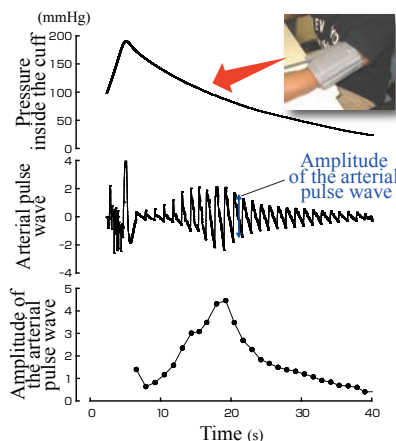 (mmHg)
200
150
100
50
0
Pressure
inside the cuff
4
2
0
-2
-4
Arterial pulse
wave
Amplitude
of the arterial
pulse wave
5
4
3
2
1
0
Amplitude of
the arterial
pulse wave
0
10
20
30
40
Time (s)